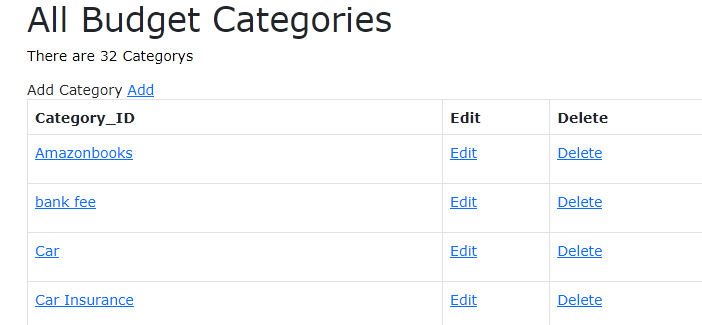 All Budget Categories
There are 32 Categorys
Add Category Add
Category_ID Edit Delete
Amazonbooks Edit Delete
bank fee Edit Delete
Car Edit Delete
Car Insurance Edit Delete